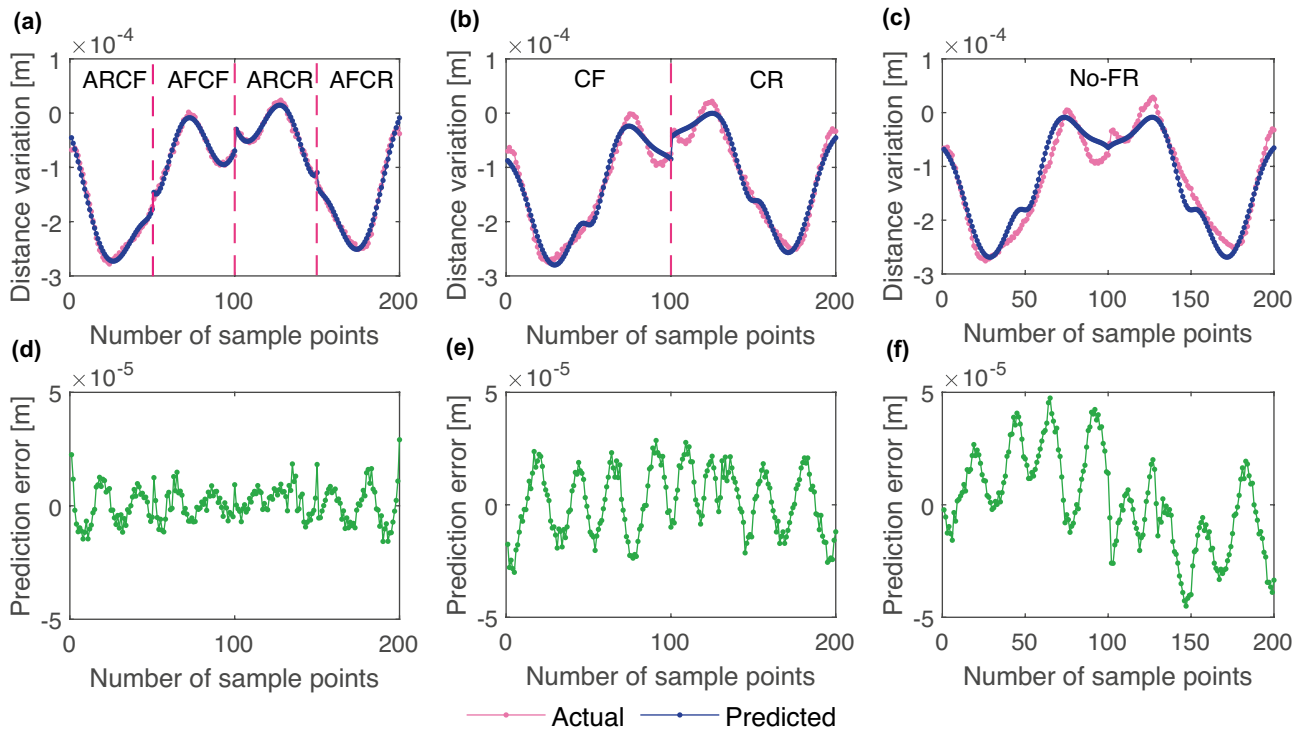 (a)
×10⁻⁴
Distance variation [m]
1
0
-1
-2
-3
ARCF AFCF ARCR AFCR
0 100 200
Number of sample points
(b)
×10⁻⁴
Distance variation [m]
1
0
-1
-2
-3
CF CR
0 100 200
Number of sample points
(c)
×10⁻⁴
Distance variation [m]
1
0
-1
-2
-3
No-FR
0 50 100 150 200
Number of sample points
(d)
×10⁻⁵
Prediction error [m]
5
0
-5
0 100 200
Number of sample points
(e)
×10⁻⁵
Prediction error [m]
5
0
-5
0 100 200
Number of sample points
(f)
×10⁻⁵
Prediction error [m]
5
0
-5
0 50 100 150 200
Number of sample points
Actual Predicted